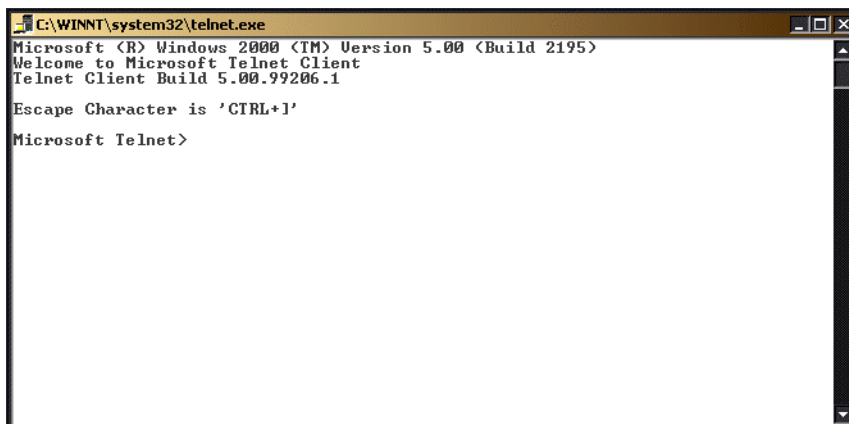 C:\WINNT\system32\telnet.exe
Microsoft (R) Windows 2000 (TM) Version 5.00 (Build 2195)
Welcome to Microsoft Telnet Client
Telnet Client Build 5.00.99206.1
Escape Character is 'CTRL+]'
Microsoft Telnet>